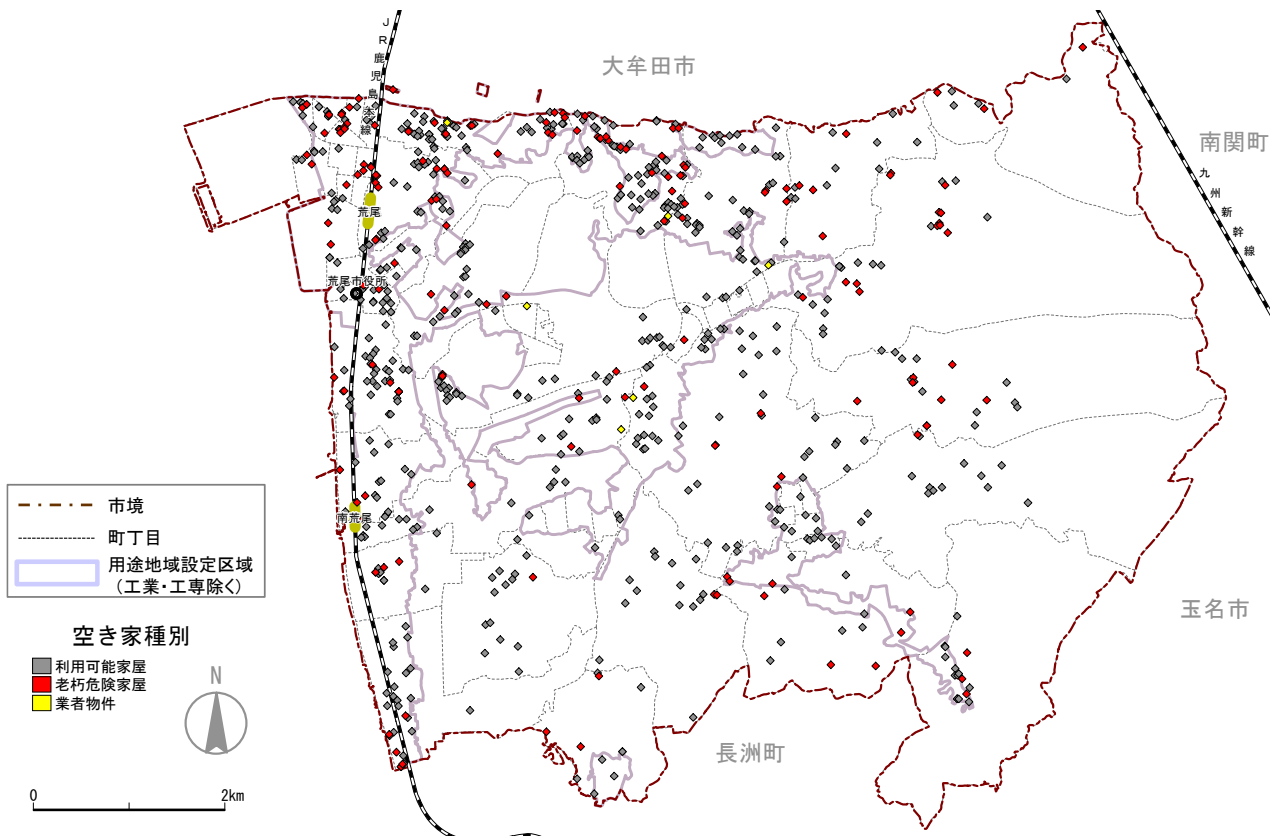 JR鹿児島本線
大牟田市
南関町
九州新幹線
荒尾
荒尾市役所
南荒尾
市境
町丁目
用途地域設定区域
(工業・工専除く)
玉名市
空き家種別
利用可能家屋
老朽危険家屋
業者物件
N
長洲町
0
2km